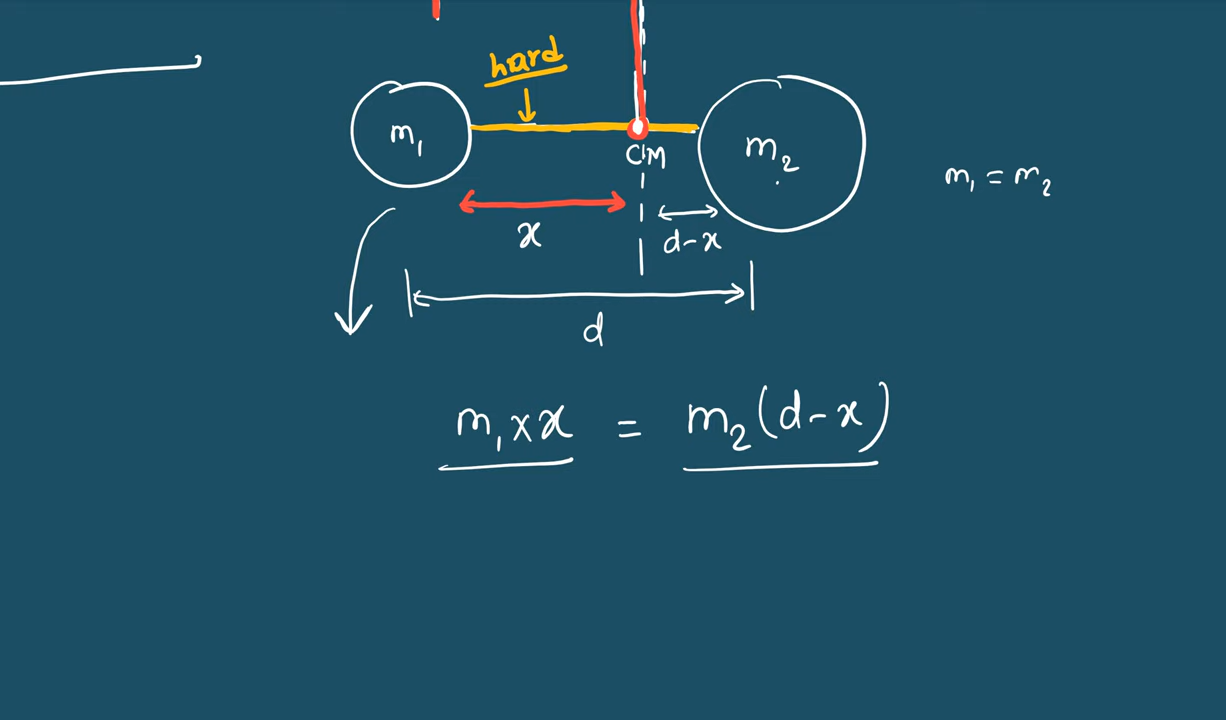 hard
m₁
CM
m₂
m₁ = m₂
x
d-x
d
m₁ × x = m₂ (d-x)